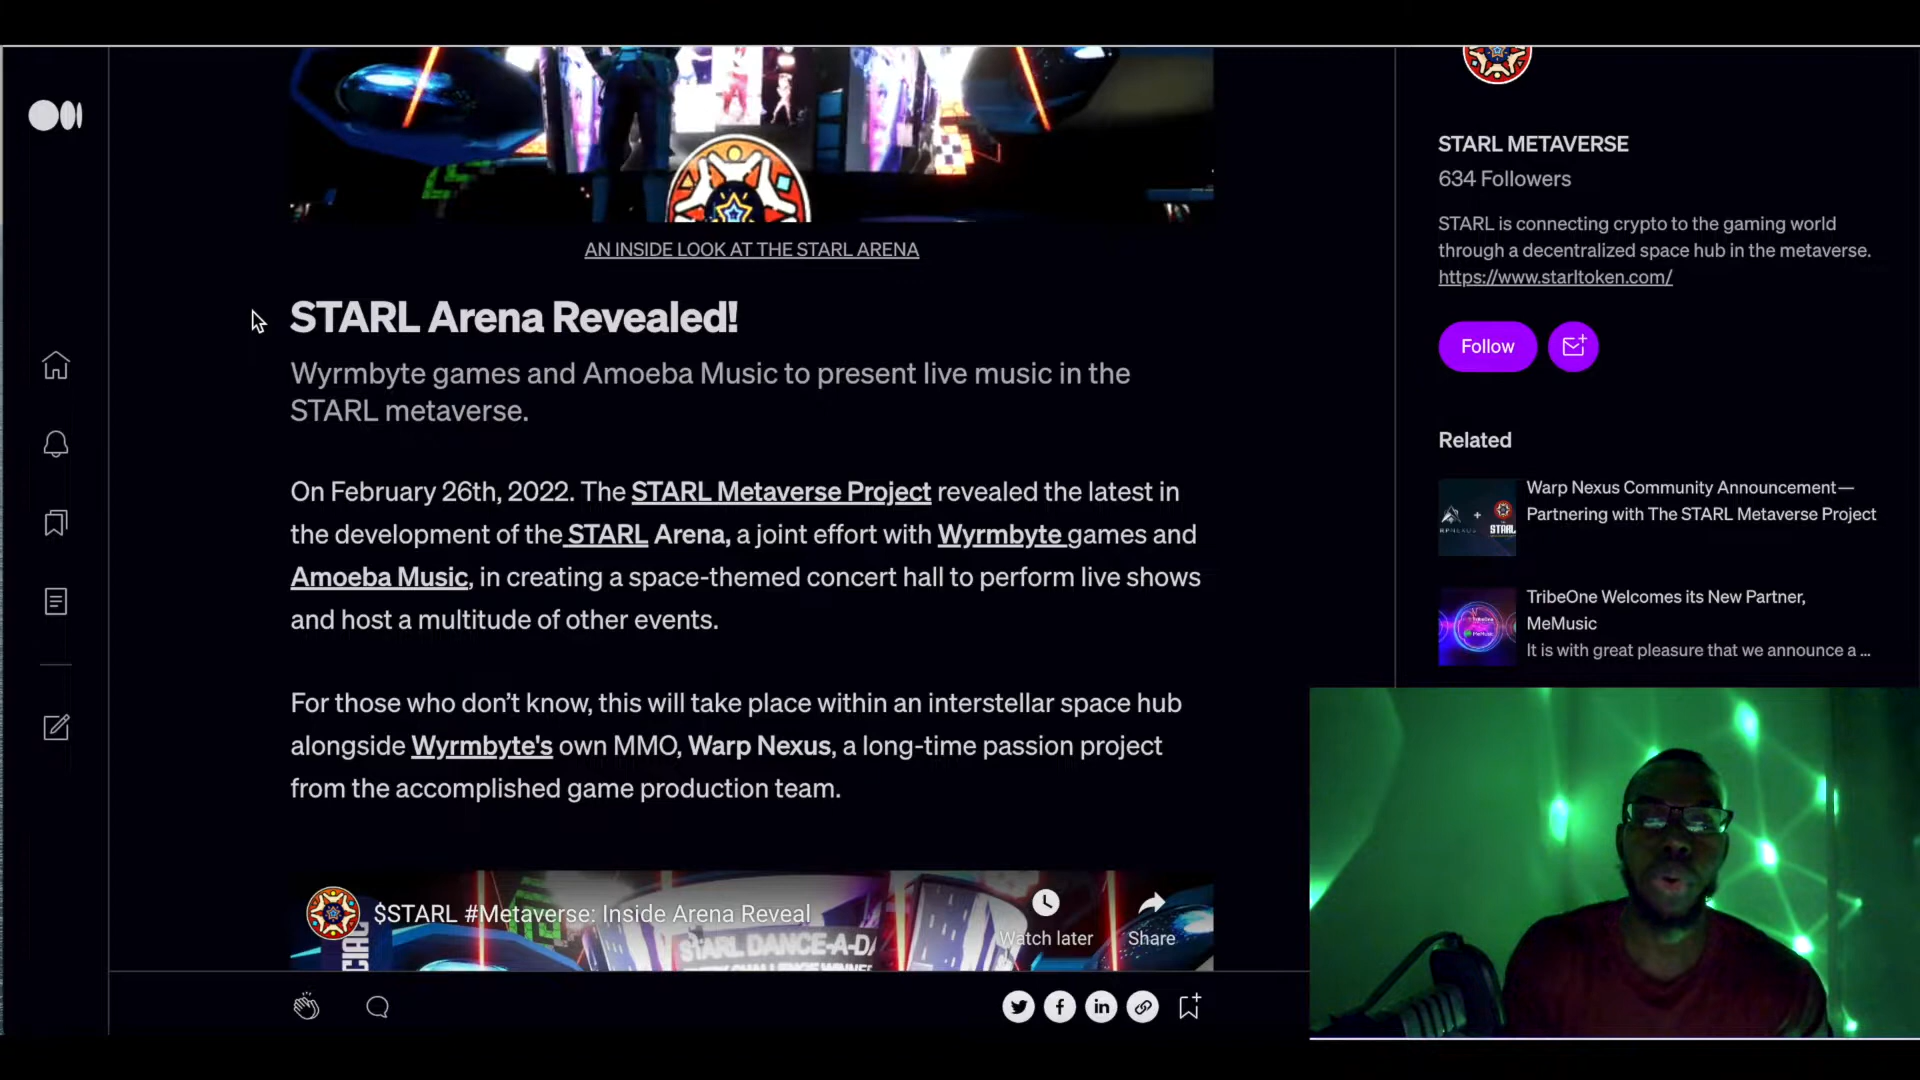 AN INSIDE LOOK AT THE STARL ARENA
STARL Arena Revealed!
Wyrmbyte games and Amoeba Music to present live music in the
STARL metaverse.
On February 26th, 2022. The STARL Metaverse Project revealed the latest in
the development of the STARL Arena, a joint effort with Wyrmbyte games and
Amoeba Music, in creating a space-themed concert hall to perform live shows
and host a multitude of other events.
For those who don’t know, this will take place within an interstellar space hub
alongside Wyrmbyte's own MMO, Warp Nexus, a long-time passion project
from the accomplished game production team.
$STARL #Metaverse: Inside Arena Reveal
Watch later
Share
STARL DANCE-A-DA
STARL METAVERSE
634 Followers
STARL is connecting crypto to the gaming world
through a decentralized space hub in the metaverse.
https://www.starltoken.com/
Follow
Related
Warp Nexus Community Announcement—
Partnering with The STARL Metaverse Project
STARL
TribeOne Welcomes its New Partner,
MeMusic
It is with great pleasure that we announce a ...